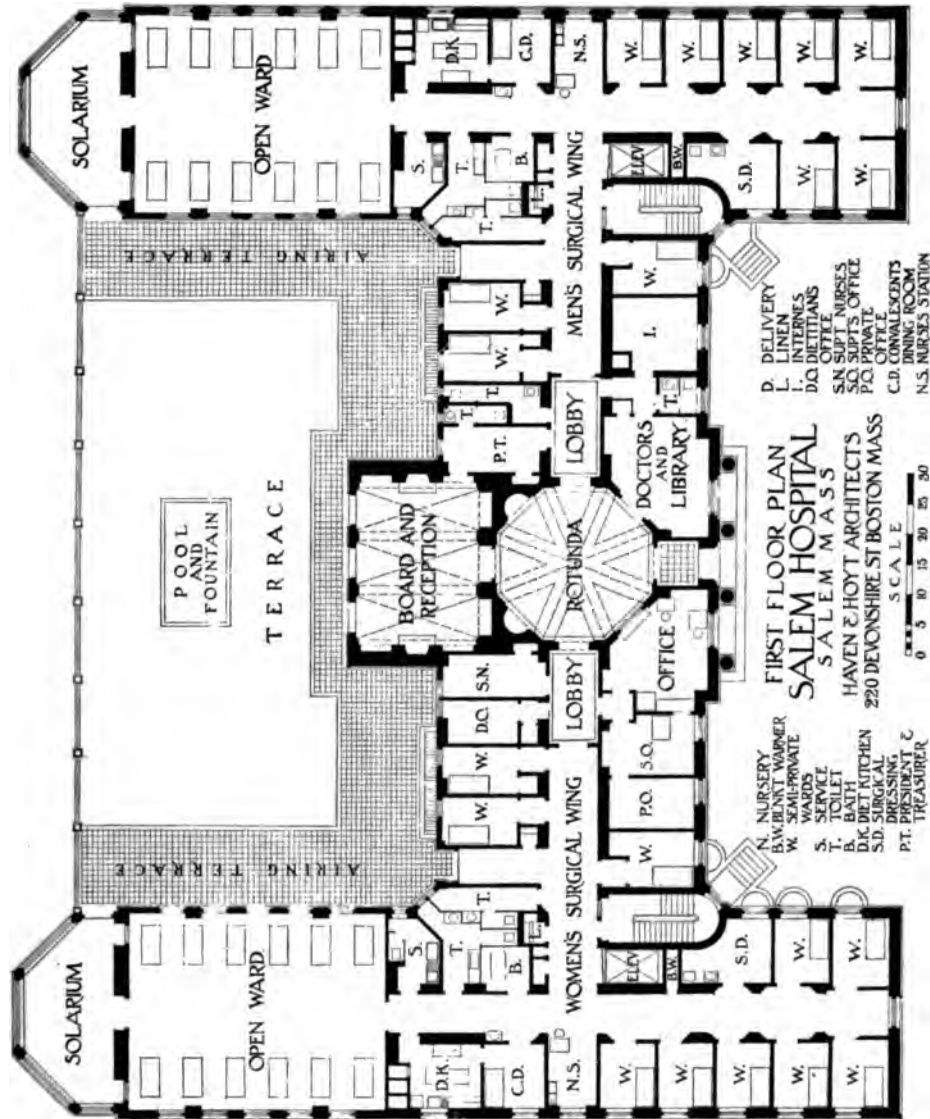 SOLARIUM
OPEN WARD
S.
T.
T.
B.
D.K.
C.D.
N.S.
WOMEN'S SURGICAL WING
ELEV
B.W.
S.D.
W.
W.
W.
W.
W.
W.
W.
AIRING TERRACE
W.
W.
D.O.
S.N.
W.
P.O.
S.O.
OFFICE
LOBBY
POOL
AND
FOUNTAIN
TERRACE
BOARD AND
RECEPTION
ROTUNDA
LOBBY
DOCTORS
AND
LIBRARY
T.
P.T.
T.
T.
W.
W.
I.
W.
AIRING TERRACE
MEN'S SURGICAL WING
SOLARIUM
OPEN WARD
S.
T.
T.
B.
D.K
C.D.
N.S.
ELEV
B.W.
S.D.
W.
W.
W.
W.
W.
W.
W.
N. NURSERY
B.W. BLNKT WARMER
W. SEMI-PRIVATE
WARDS
S. SERVICE
T. TOILET
B. BATH
D.K. DIET KITCHEN
S.D. SURGICAL
DRESSING
P.T. PRESIDENT &
TREASURER
FIRST FLOOR PLAN
SALEM HOSPITAL
SALEM MASS
HAVEN & HOYT ARCHITECTS
220 DEVONSHIRE ST BOSTON MASS
SCALE
0 5 10 15 20 30
D. DELIVERY
L. LINEN
I. INTERNES
D.O. DIETITIANS
OFFICE
S.N. SUPT NURSES
S.O. SUPT'S OFFICE
P.O. PRIVATE
OFFICE
C.D. CONVALESCENTS
DINING ROOM
N.S. NURSES STATION